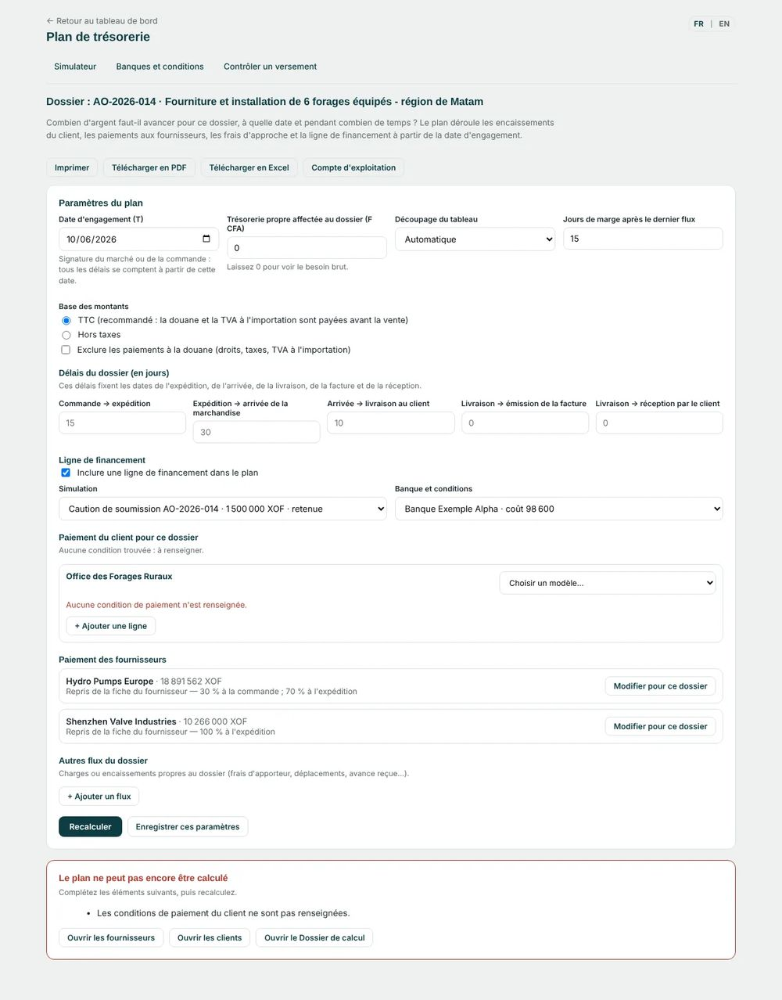 ← Retour au tableau de bord
FR | EN
Plan de trésorerie
Simulateur
Banques et conditions
Contrôler un versement
Dossier : AO-2026-014 · Fourniture et installation de 6 forages équipés - région de Matam
Combien d'argent faut-il avancer pour ce dossier, à quelle date et pendant combien de temps ? Le plan déroule les encaissements
du client, les paiements aux fournisseurs, les frais d'approche et la ligne de financement à partir de la date d'engagement.
Imprimer
Télécharger en PDF
Télécharger en Excel
Compte d'exploitation
Paramètres du plan
Date d'engagement (T)
10/06/2026
Signature du marché ou de la commande :
tous les délais se comptent à partir de cette
date.
Trésorerie propre affectée au dossier (F
CFA)
0
Laissez 0 pour voir le besoin brut.
Découpage du tableau
Automatique
Jours de marge après le dernier flux
15
Base des montants
TTC (recommandé : la douane et la TVA à l'importation sont payées avant la vente)
Hors taxes
Exclure les paiements à la douane (droits, taxes, TVA à l'importation)
Délais du dossier (en jours)
Ces délais fixent les dates de l'expédition, de l'arrivée, de la livraison, de la facture et de la réception.
Commande → expédition
15
Expédition → arrivée de la
marchandise
30
Arrivée → livraison au client
10
Livraison → émission de la facture
0
Livraison → réception par le client
0
Ligne de financement
Inclure une ligne de financement dans le plan
Simulation
Caution de soumission AO-2026-014 · 1 500 000 XOF · retenue
Banque et conditions
Banque Exemple Alpha · coût 98 600
Paiement du client pour ce dossier
Aucune condition trouvée : à renseigner.
Office des Forages Ruraux
Choisir un modèle...
Aucune condition de paiement n'est renseignée.
+ Ajouter une ligne
Paiement des fournisseurs
Hydro Pumps Europe · 18 891 562 XOF
Repris de la fiche du fournisseur — 30 % à la commande ; 70 % à l'expédition
Modifier pour ce dossier
Shenzhen Valve Industries · 10 266 000 XOF
Repris de la fiche du fournisseur — 100 % à l'expédition
Modifier pour ce dossier
Autres flux du dossier
Charges ou encaissements propres au dossier (frais d'apporteur, déplacements, avance reçue...).
+ Ajouter un flux
Recalculer
Enregistrer ces paramètres
Le plan ne peut pas encore être calculé
Complétez les éléments suivants, puis recalculez.
• Les conditions de paiement du client ne sont pas renseignées.
Ouvrir les fournisseurs
Ouvrir les clients
Ouvrir le Dossier de calcul